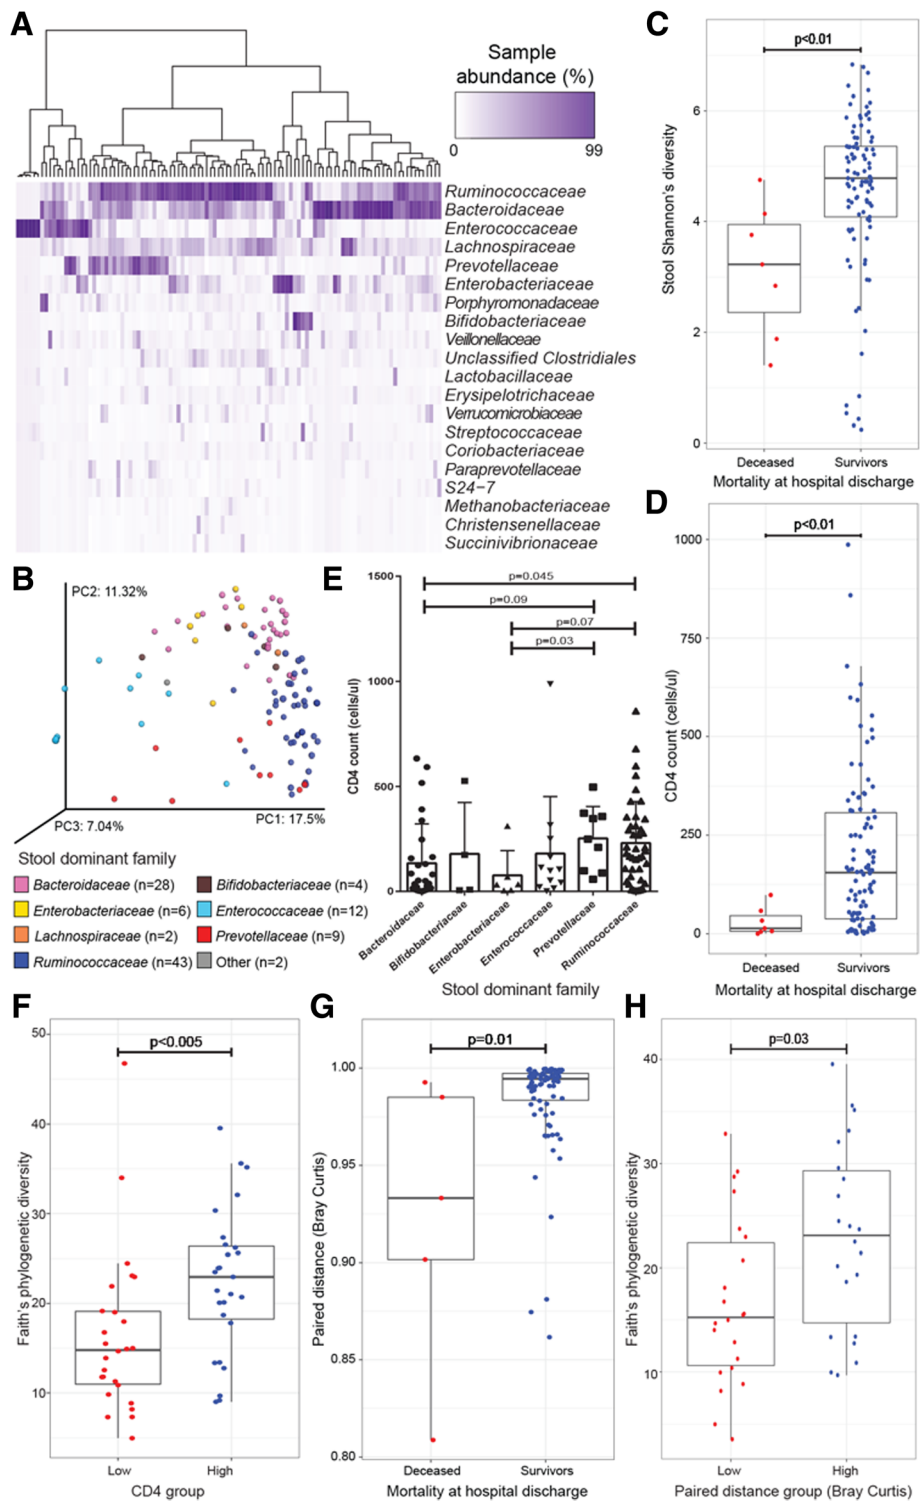 A
Sample
abundance (%)
0 99
Ruminococcaceae
Bacteroidaceae
Enterococcaceae
Lachnospiraceae
Prevotellaceae
Enterobacteriaceae
Porphyromonadaceae
Bifidobacteriaceae
Veillonellaceae
Unclassified Clostridiales
Lactobacillaceae
Erysipelotrichaceae
Verrucomicrobiaceae
Streptococcaceae
Coriobacteriaceae
Paraprevotellaceae
S24−7
Methanobacteriaceae
Christensenellaceae
Succinivibrionaceae
B
PC2: 11.32%
PC3: 7.04%
PC1: 17.5%
Stool dominant family
Bacteroidaceae (n=28)
Bifidobacteriaceae (n=4)
Enterobacteriaceae (n=6)
Enterococcaceae (n=12)
Lachnospiraceae (n=2)
Prevotellaceae (n=9)
Ruminococcaceae (n=43)
Other (n=2)
C
p<0.01
Stool Shannon's diversity
6
4
2
0
Deceased Survivors
Mortality at hospital discharge
D
p<0.01
CD4 count (cells/ul)
1000
750
500
250
0
Deceased Survivors
Mortality at hospital discharge
E
p=0.045
p=0.09
p=0.07
p=0.03
CD4 count (cells/ul)
1500
1000
500
0
Bacteroidaceae
Bifidobacteriaceae
Enterobacteriaceae
Enterococcaceae
Prevotellaceae
Ruminococcaceae
Stool dominant family
F
p<0.005
Faith's phylogenetic diversity
50
40
30
20
10
Low High
CD4 group
G
p=0.01
Paired distance (Bray Curtis)
1.00
0.95
0.90
0.85
0.80
Deceased Survivors
Mortality at hospital discharge
H
p=0.03
Faith's phylogenetic diversity
40
30
20
10
Low High
Paired distance group (Bray Curtis)